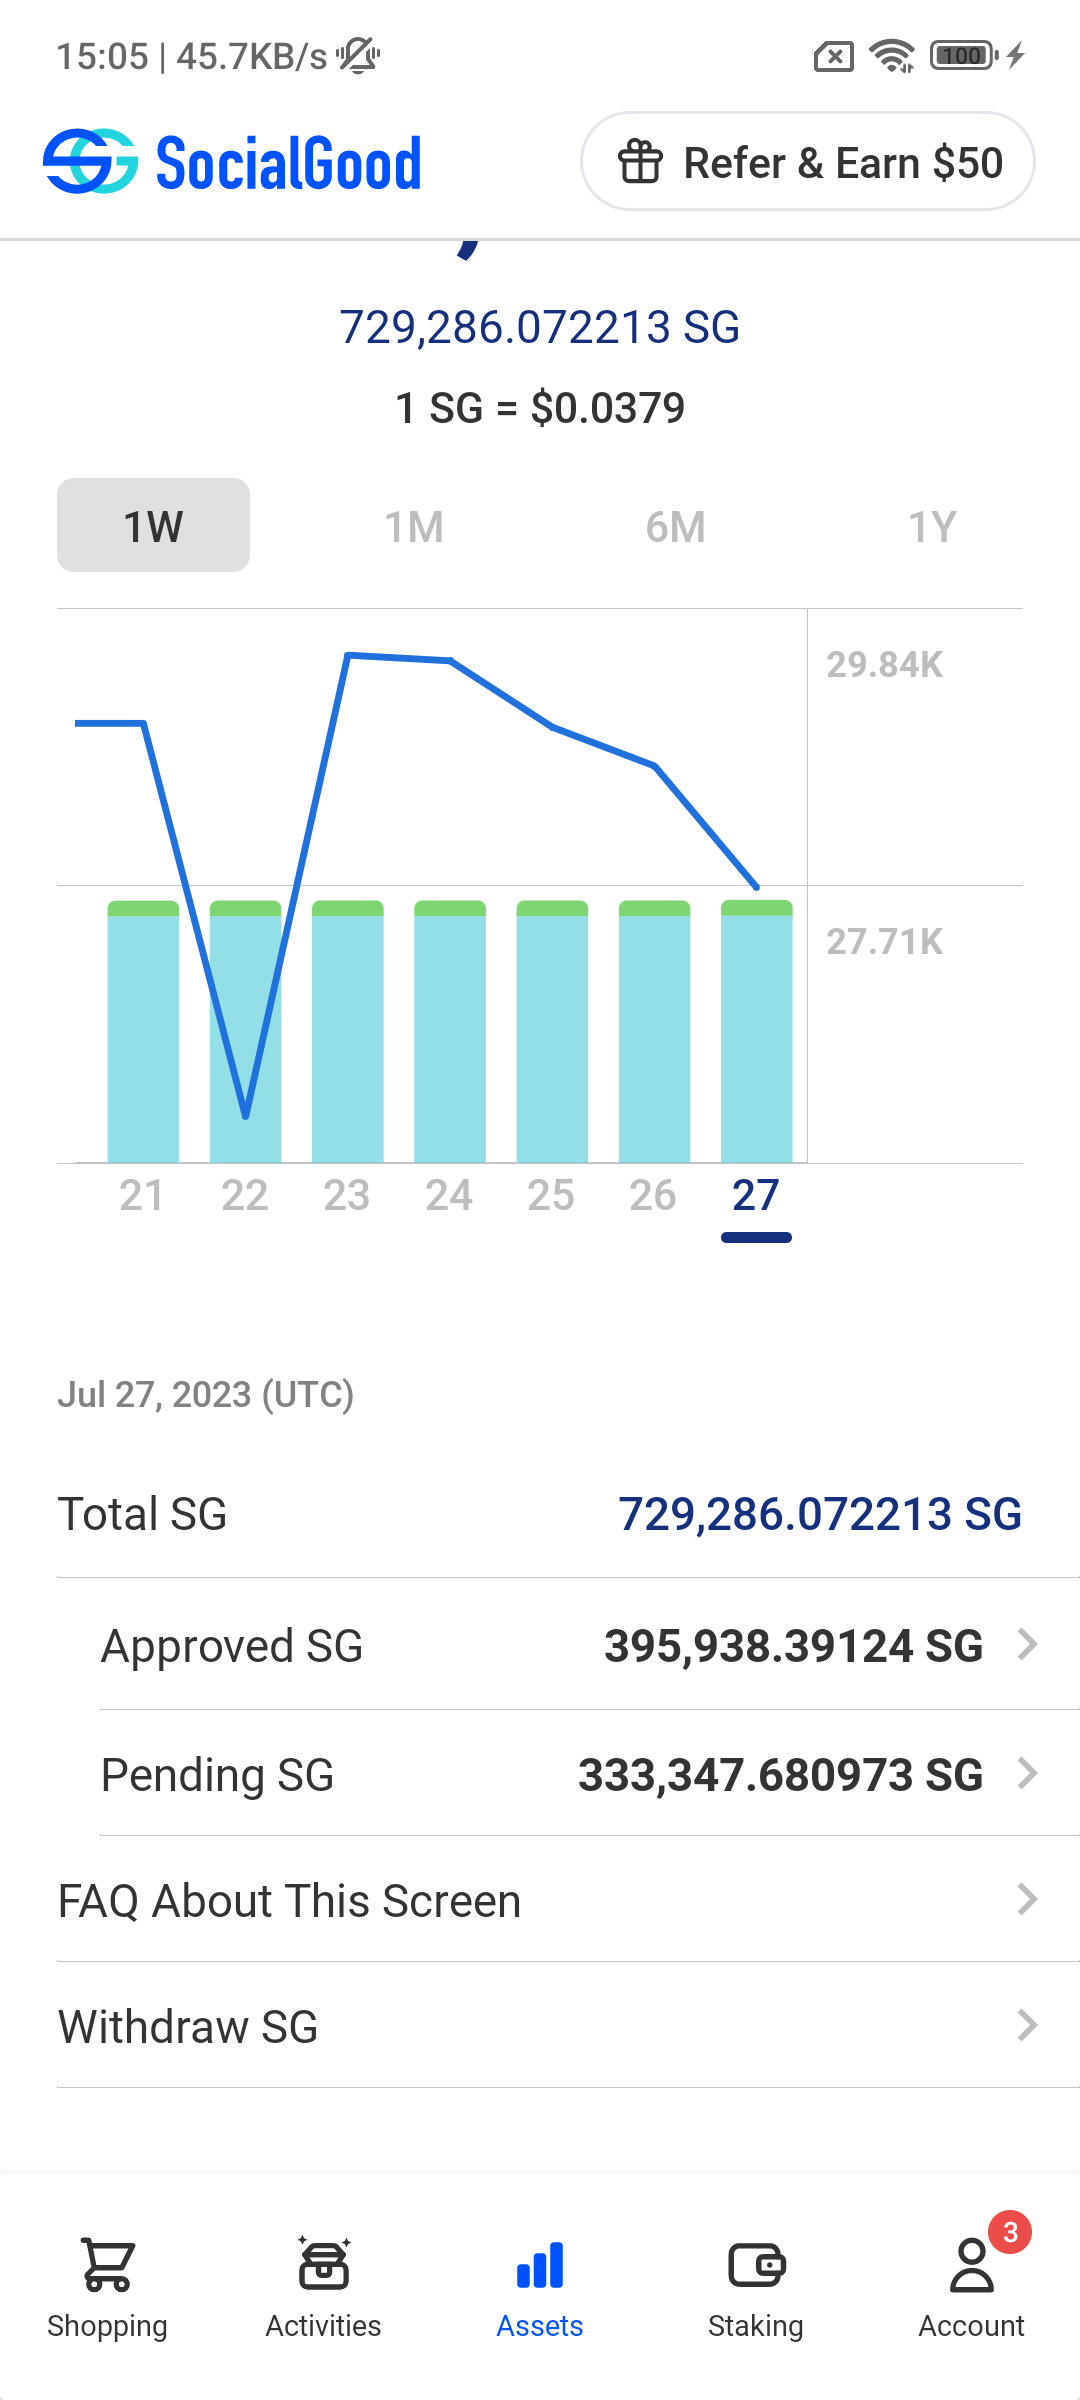 15:05 | 45.7KB/s
100
SocialGood
Refer & Earn $50
729,286.072213 SG
1 SG = $0.0379
1W 1M 6M 1Y
29.84K
27.71K
21 22 23 24 25 26 27
Jul 27, 2023 (UTC)
Total SG 729,286.072213 SG
Approved SG 395,938.39124 SG
Pending SG 333,347.680973 SG
FAQ About This Screen
Withdraw SG
3
Shopping Activities Assets Staking Account